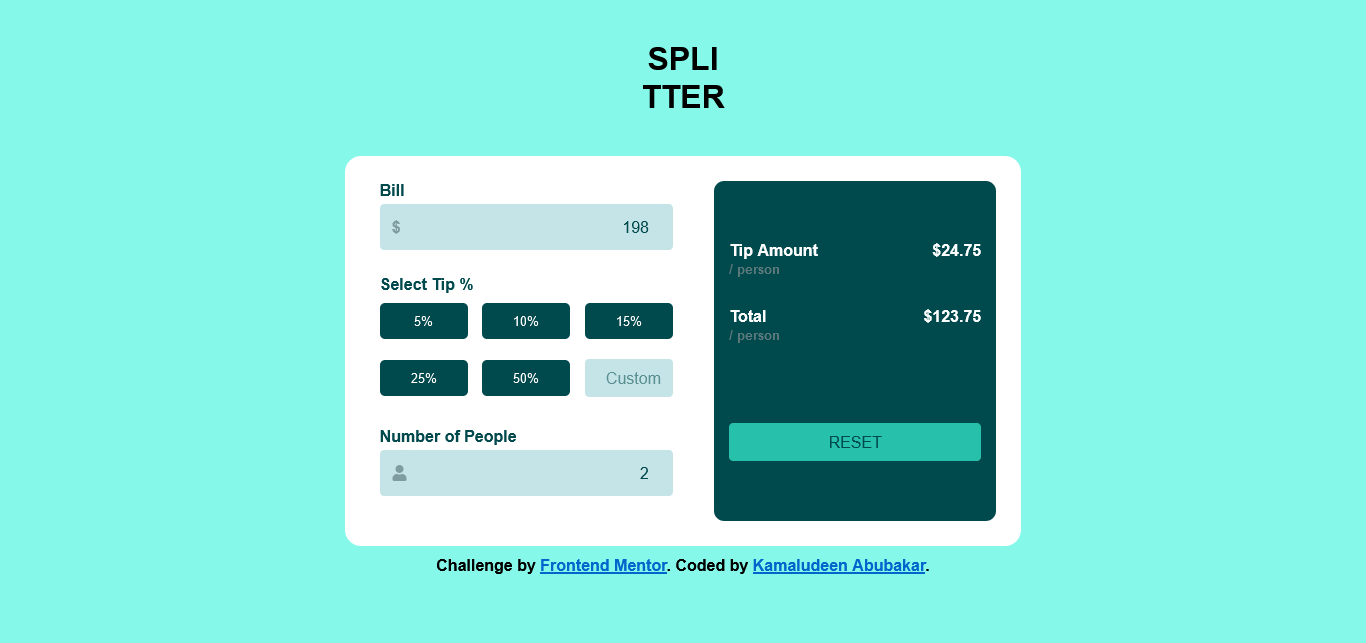 SPLI
TTER
Bill
$ 198
Select Tip %
5% 10% 15%
25% 50% Custom
Number of People
2
Tip Amount $24.75
/ person
Total $123.75
/ person
RESET
Challenge by Frontend Mentor. Coded by Kamaludeen Abubakar.